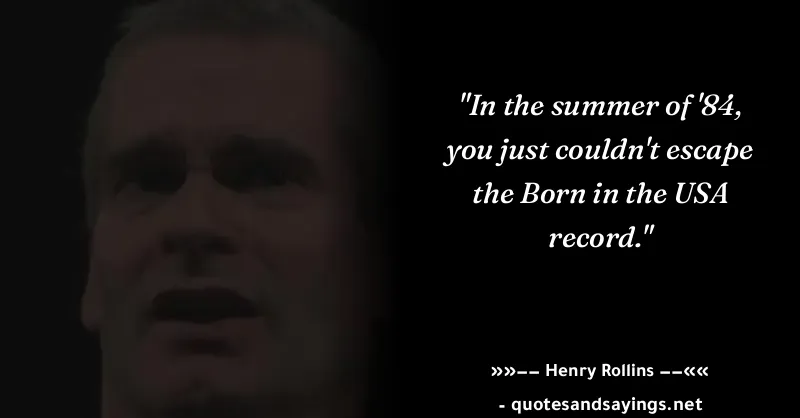 "In the summer of '84,
you just couldn't escape
the Born in the USA
record."
»»−− Henry Rollins −−««
- quotesandsayings.net